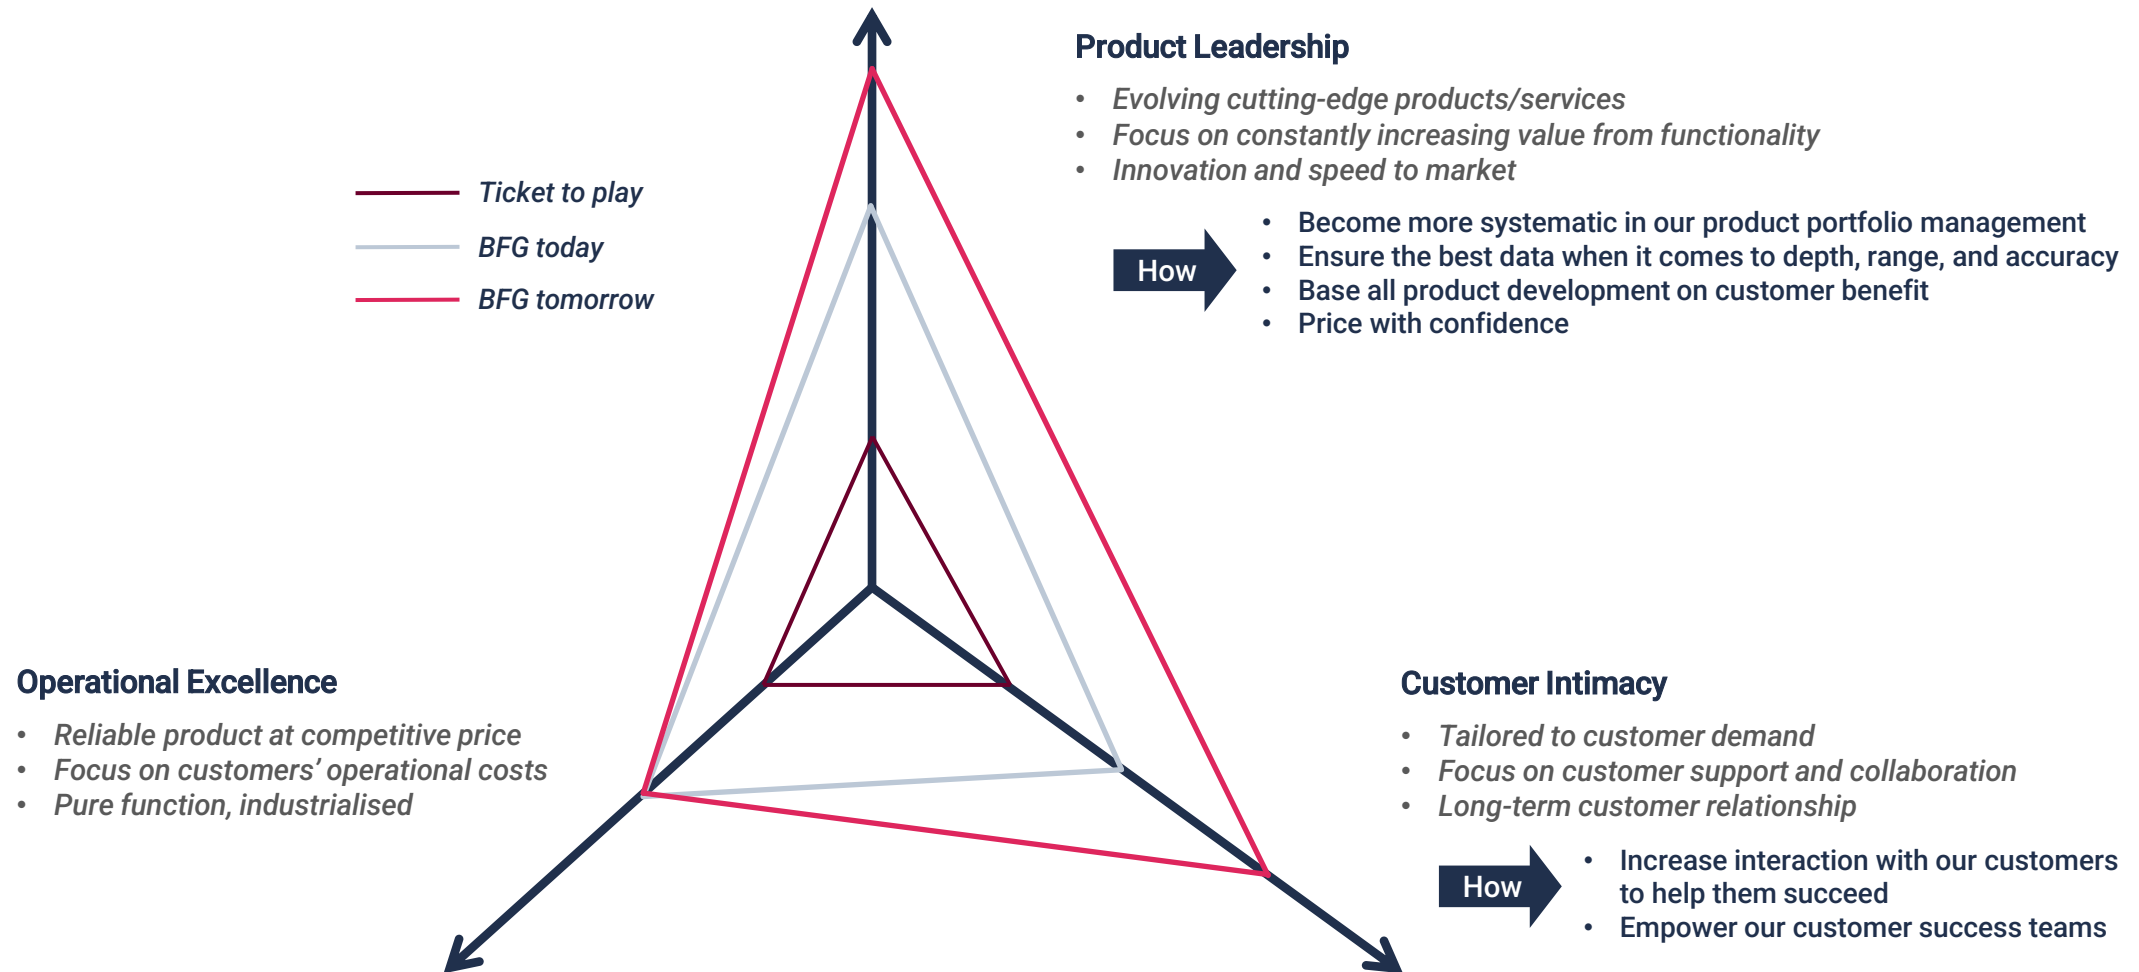 Product Leadership
• Evolving cutting-edge products/services
• Focus on constantly increasing value from functionality
• Innovation and speed to market
How
• Become more systematic in our product portfolio management
• Ensure the best data when it comes to depth, range, and accuracy
• Base all product development on customer benefit
• Price with confidence
Ticket to play
BFG today
BFG tomorrow
Operational Excellence
• Reliable product at competitive price
• Focus on customers’ operational costs
• Pure function, industrialised
Customer Intimacy
• Tailored to customer demand
• Focus on customer support and collaboration
• Long-term customer relationship
How
• Increase interaction with our customers
to help them succeed
• Empower our customer success teams